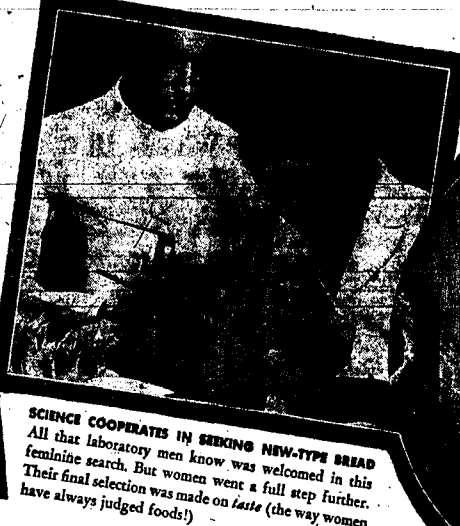 SCIENCE COOPERATES IN SEEKING NEW-TYPE BREAD
All that laboratory men know was welcomed in this
feminine search. But women went a full step further.
Their final selection was made on taste (the way women
have always judged foods!)